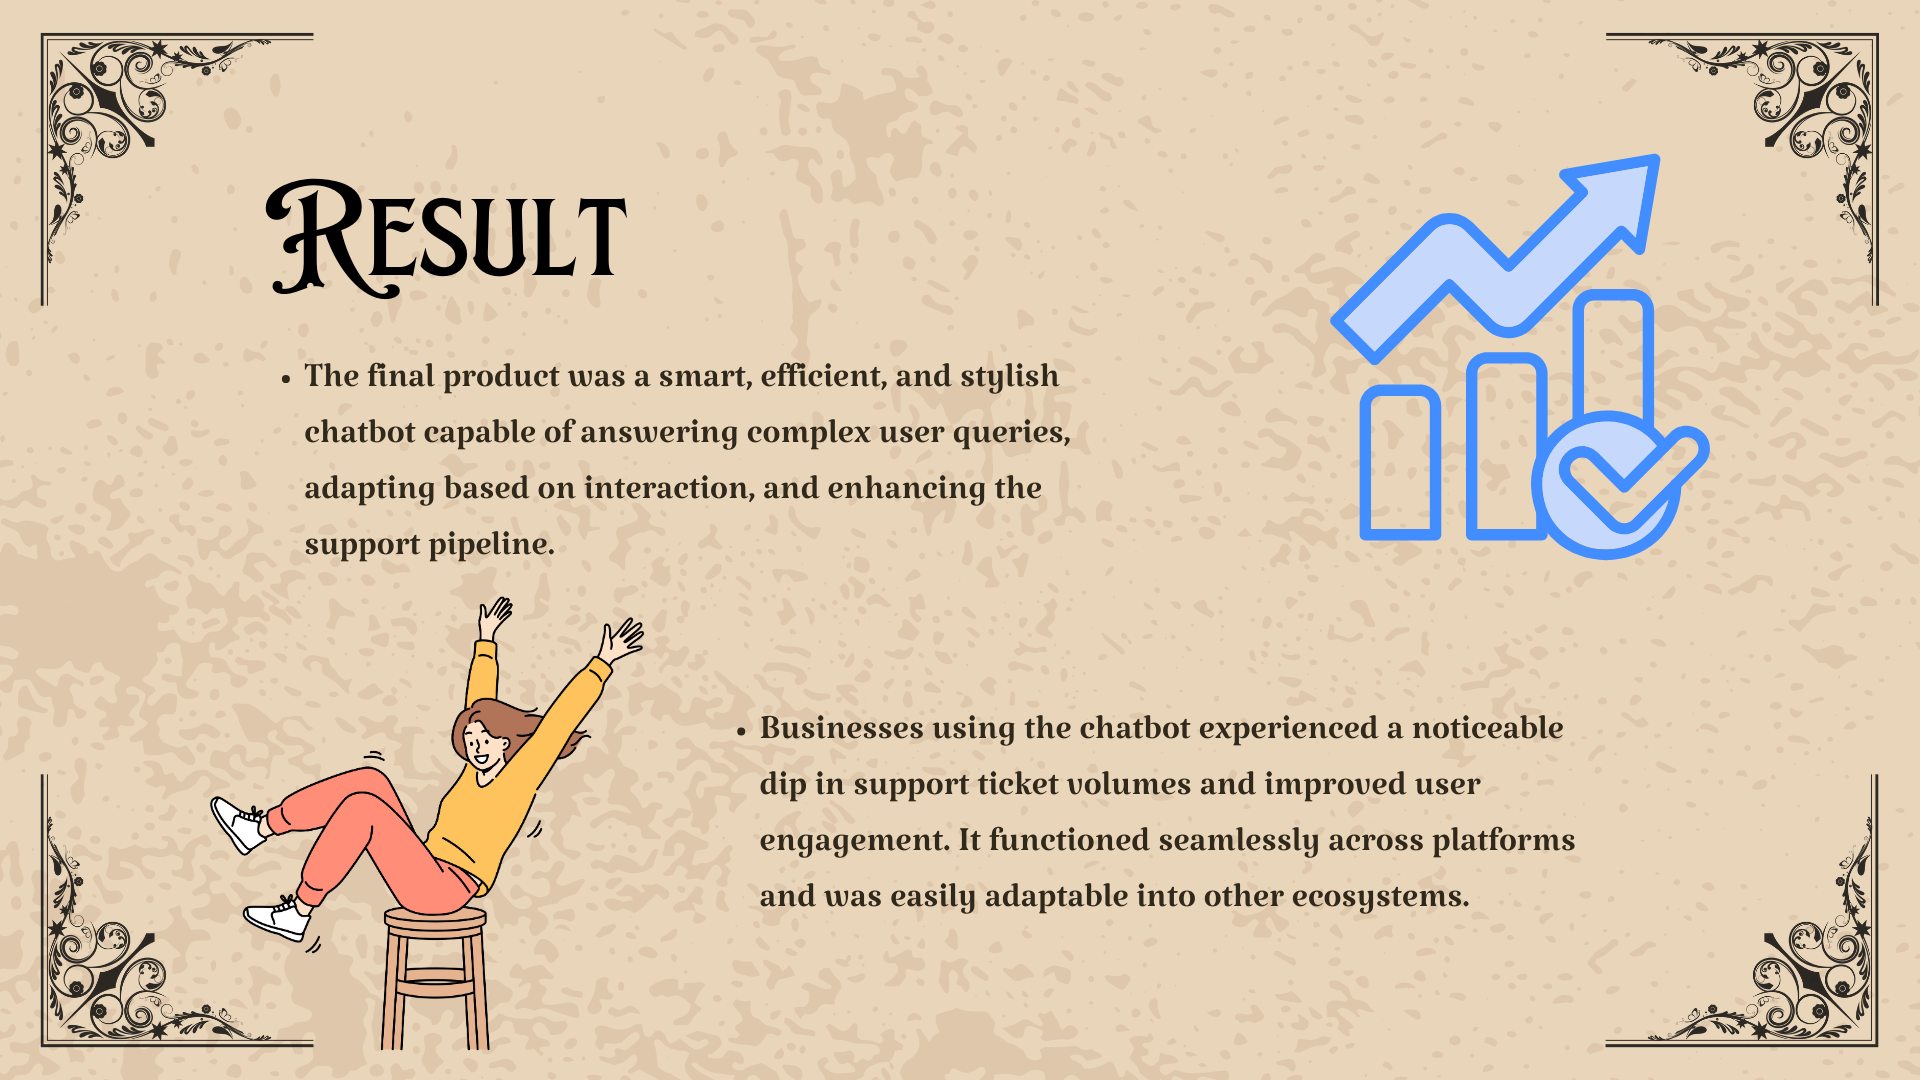 Result
• The final product was a smart, efficient, and stylish
chatbot capable of answering complex user queries,
adapting based on interaction, and enhancing the
support pipeline.
• Businesses using the chatbot experienced a noticeable
dip in support ticket volumes and improved user
engagement. It functioned seamlessly across platforms
and was easily adaptable into other ecosystems.